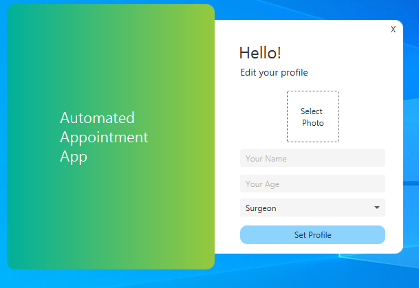 X
Hello!
Edit your profile
Automated
Appointment
App
Select
Photo
Your Name
Your Age
Surgeon
Set Profile